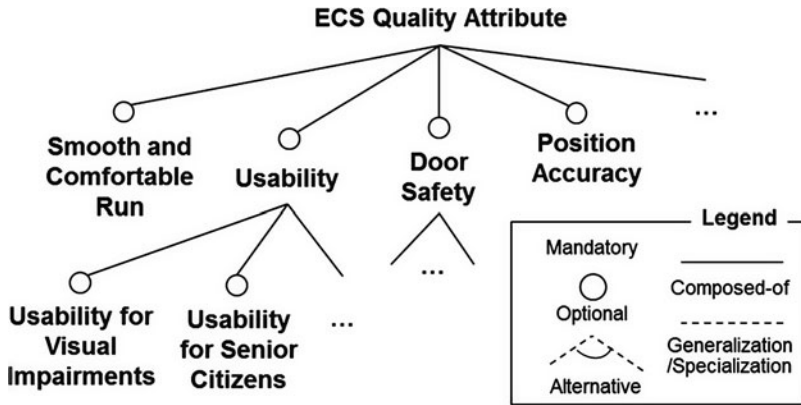 ECS Quality Attribute
...
Smooth and
Comfortable
Run
Usability
Door
Safety
Position
Accuracy
Usability for
Visual
Impairments
Usability
for Senior
Citizens
...
...
Legend
Mandatory
Optional
Alternative
Composed-of
Generalization
/Specialization